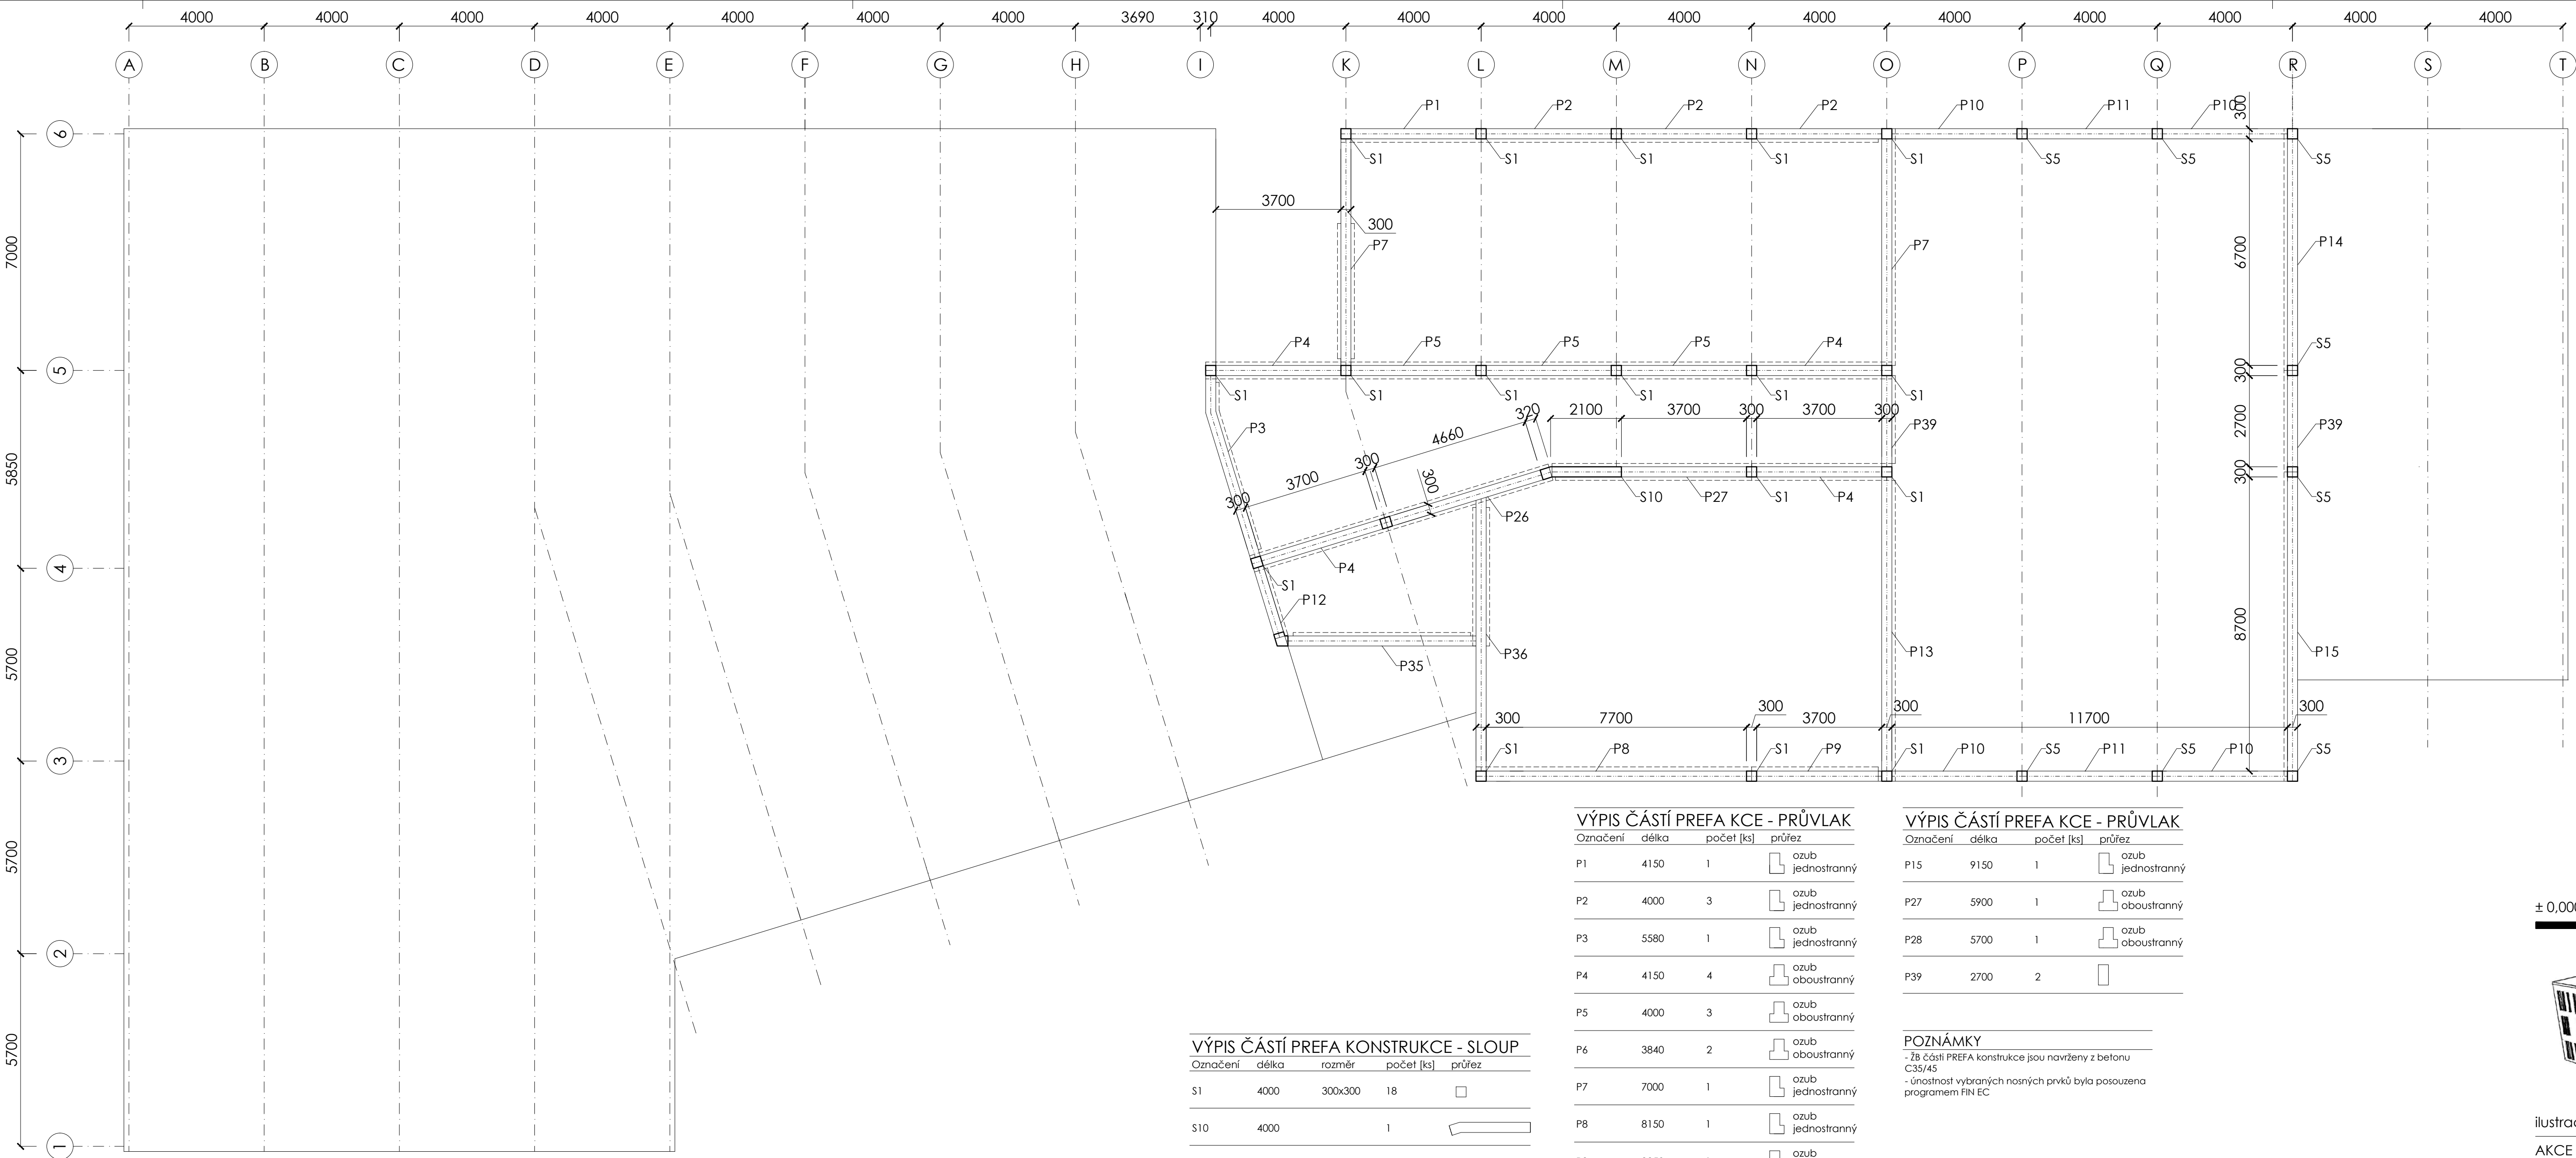 4000 4000 4000 4000 4000 4000 4000 3690 310 4000 4000 4000 4000 4000 4000 4000 4000 4000 4000
A B C D E F G H I K L M N O P Q R S T
P1 P2 P2 P2 P10 P11 P10 300
6
S1 S1 S1 S1 S1 S5 S5 S5
3700
300
7000 P7 P7 6700 P14
P4 P5 P5 P5 P4 S5
5
S1 S1 S1 S1 S1 S1 300
320 2100 3700 300 3700 300
P3 4660 P39 2700 P39
5850 300
3700 300
300 S10 P27 S1 P4 S1 300 S5
P26
4
P4
S1
P12
8700
5700 P36 P13 P15
P35
300 7700 300 3700 300 11700 300
S1 P8 S1 P9 S1 P10 S5 P11 S5 P10 S5
3
5700
2
5700
1
VÝPIS ČÁSTÍ PREFA KONSTRUKCE - SLOUP
Označení délka rozměr počet [ks] průřez
S1 4000 300x300 18
S10 4000 1
VÝPIS ČÁSTÍ PREFA KCE - PRŮVLAK
Označení délka počet [ks] průřez
P1 4150 1 ozub
jednostranný
P2 4000 3 ozub
jednostranný
P3 5580 1 ozub
jednostranný
P4 4150 4 ozub
oboustranný
P5 4000 3 ozub
oboustranný
P6 3840 2 ozub
oboustranný
P7 7000 1 ozub
jednostranný
P8 8150 1 ozub
jednostranný
ozub
VÝPIS ČÁSTÍ PREFA KCE - PRŮVLAK
Označení délka počet [ks] průřez
P15 9150 1 ozub
jednostranný
P27 5900 1 ozub
oboustranný
P28 5700 1 ozub
oboustranný
P39 2700 2
POZNÁMKY
- ŽB části PREFA konstrukce jsou navrženy z betonu
C35/45
- únostnost vybraných nosných prvků byla posouzena
programem FIN EC
± 0,000
ilustra
AKCE